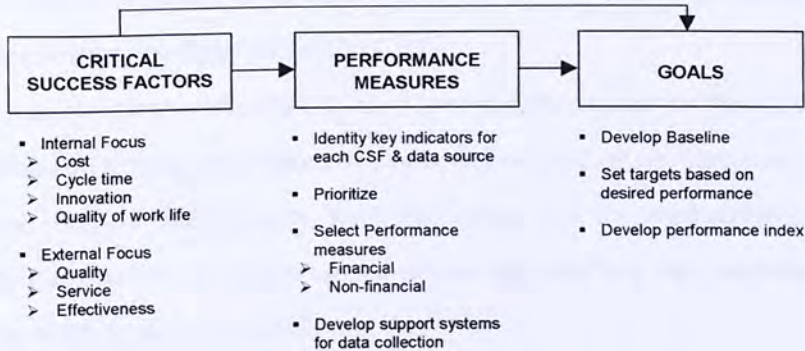 CRITICAL
SUCCESS FACTORS
PERFORMANCE
MEASURES
GOALS
▪ Internal Focus
➢ Cost
➢ Cycle time
➢ Innovation
➢ Quality of work life
▪ External Focus
➢ Quality
➢ Service
➢ Effectiveness
▪ Identity key indicators for
each CSF & data source
▪ Prioritize
▪ Select Performance
measures
➢ Financial
➢ Non-financial
▪ Develop support systems
for data collection
▪ Develop Baseline
▪ Set targets based on
desired performance
▪ Develop performance index